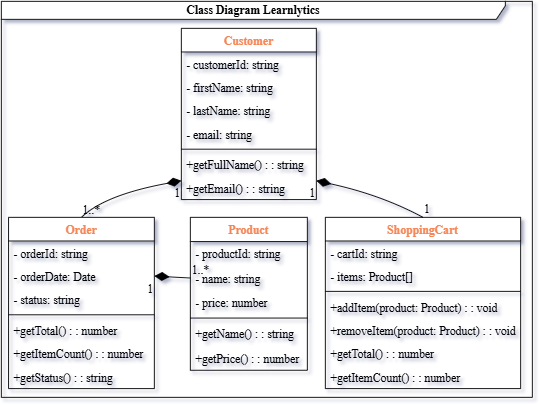 Class Diagram Learnlytics
Customer
- customerId: string
- firstName: string
- lastName: string
- email: string
+getFullName() : : string
+getEmail() : : string
1
1
1..*
1
Order
- orderId: string
- orderDate: Date
- status: string
+getTotal() : : number
+getItemCount() : : number
+getStatus() : : string
1
1..*
Product
- productId: string
- name: string
- price: number
+getName() : : string
+getPrice() : : number
ShoppingCart
- cartId: string
- items: Product[]
+addItem(product: Product) : : void
+removeItem(product: Product) : : void
+getTotal() : : number
+getItemCount() : : number